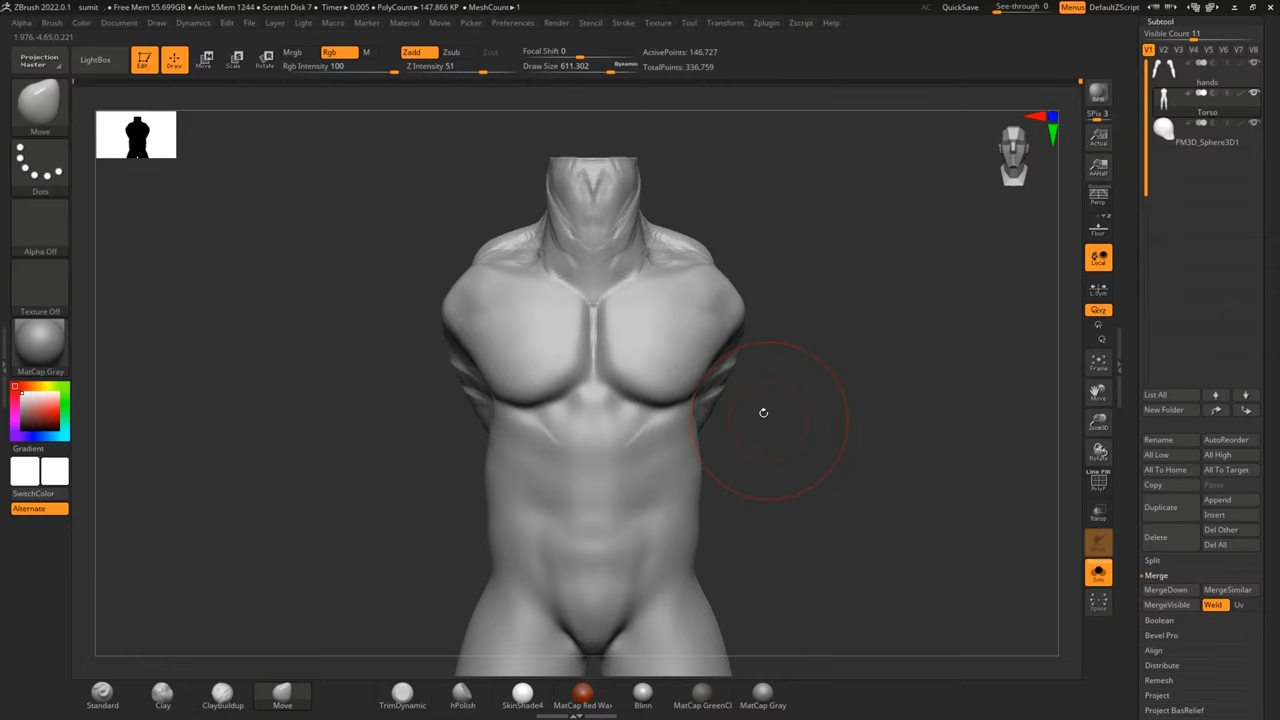 ZBrush 2022.0.1 sumit . • Free Mem 55.699GB • Active Mem 1244 • Scratch Disk 7 • Timer▸0.005 • PolyCount▸147.866 KP • MeshCount▸1
AC QuickSave See-through 0 Menus DefaultZScript
Alpha Brush Color Document Draw Dynamics Edit File Layer Light Macro Marker Material Movie Picker Preferences Render Stencil Stroke Texture Tool Transform Zplugin Zscript Help
1.976,-4.65,0.221
Projection Master
LightBox
Edit
Draw
Move
Scale
Rotate
Mrgb Rgb M
Rgb Intensity 100
Zadd Zsub Zcut
Z Intensity 51
Focal Shift 0
Draw Size 611.302 Dynamic
ActivePoints: 146,727
TotalPoints: 336,759
Move
Dots
Alpha Off
Texture Off
MatCap Gray
Gradient
SwitchColor
Alternate
BPR
SPix 3
Actual
AAHalf
Dynamic
Persp
Floor
Local
L.Sym
XYZ
Frame
Move
Zoom3D
Rotate
Line Fill
PolyF
Transp
Solo
Xpose
Subtool
Visible Count 11
V1 V2 V3 V4 V5 V6 V7 V8
hands
Torso
PM3D_Sphere3D1
List All
New Folder
Rename AutoReorder
All Low All High
All To Home All To Target
Copy Paste
Duplicate Append
Insert
Delete Del Other
Del All
Split
Merge
MergeDown MergeSimilar
MergeVisible Weld Uv
Boolean
Bevel Pro
Align
Distribute
Remesh
Project
Project BasRelief
Standard Clay ClayBuildup Move TrimDynamic hPolish SkinShade4 MatCap Red Wax Blinn MatCap GreenCl MatCap Gray